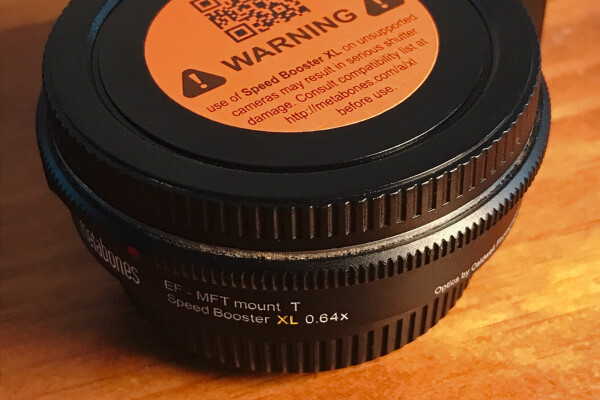 WARNING
use of Speed Booster XL on unsupported
cameras may result in serious shutter
damage. Consult compatibility list at
http://metabones.com/a/xl
before use.
metabones
EF - MFT mount T
Speed Booster XL 0.64x
Optics by Caldwell